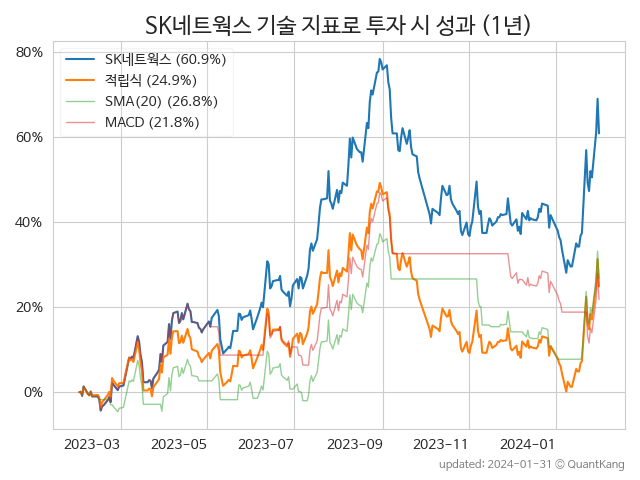 SK네트웍스 기술 지표로 투자 시 성과 (1년)
80%
60%
40%
20%
0%
SK네트웍스 (60.9%)
적립식 (24.9%)
SMA(20) (26.8%)
MACD (21.8%)
2023-03 2023-05 2023-07 2023-09 2023-11 2024-01
updated: 2024-01-31 © QuantKang